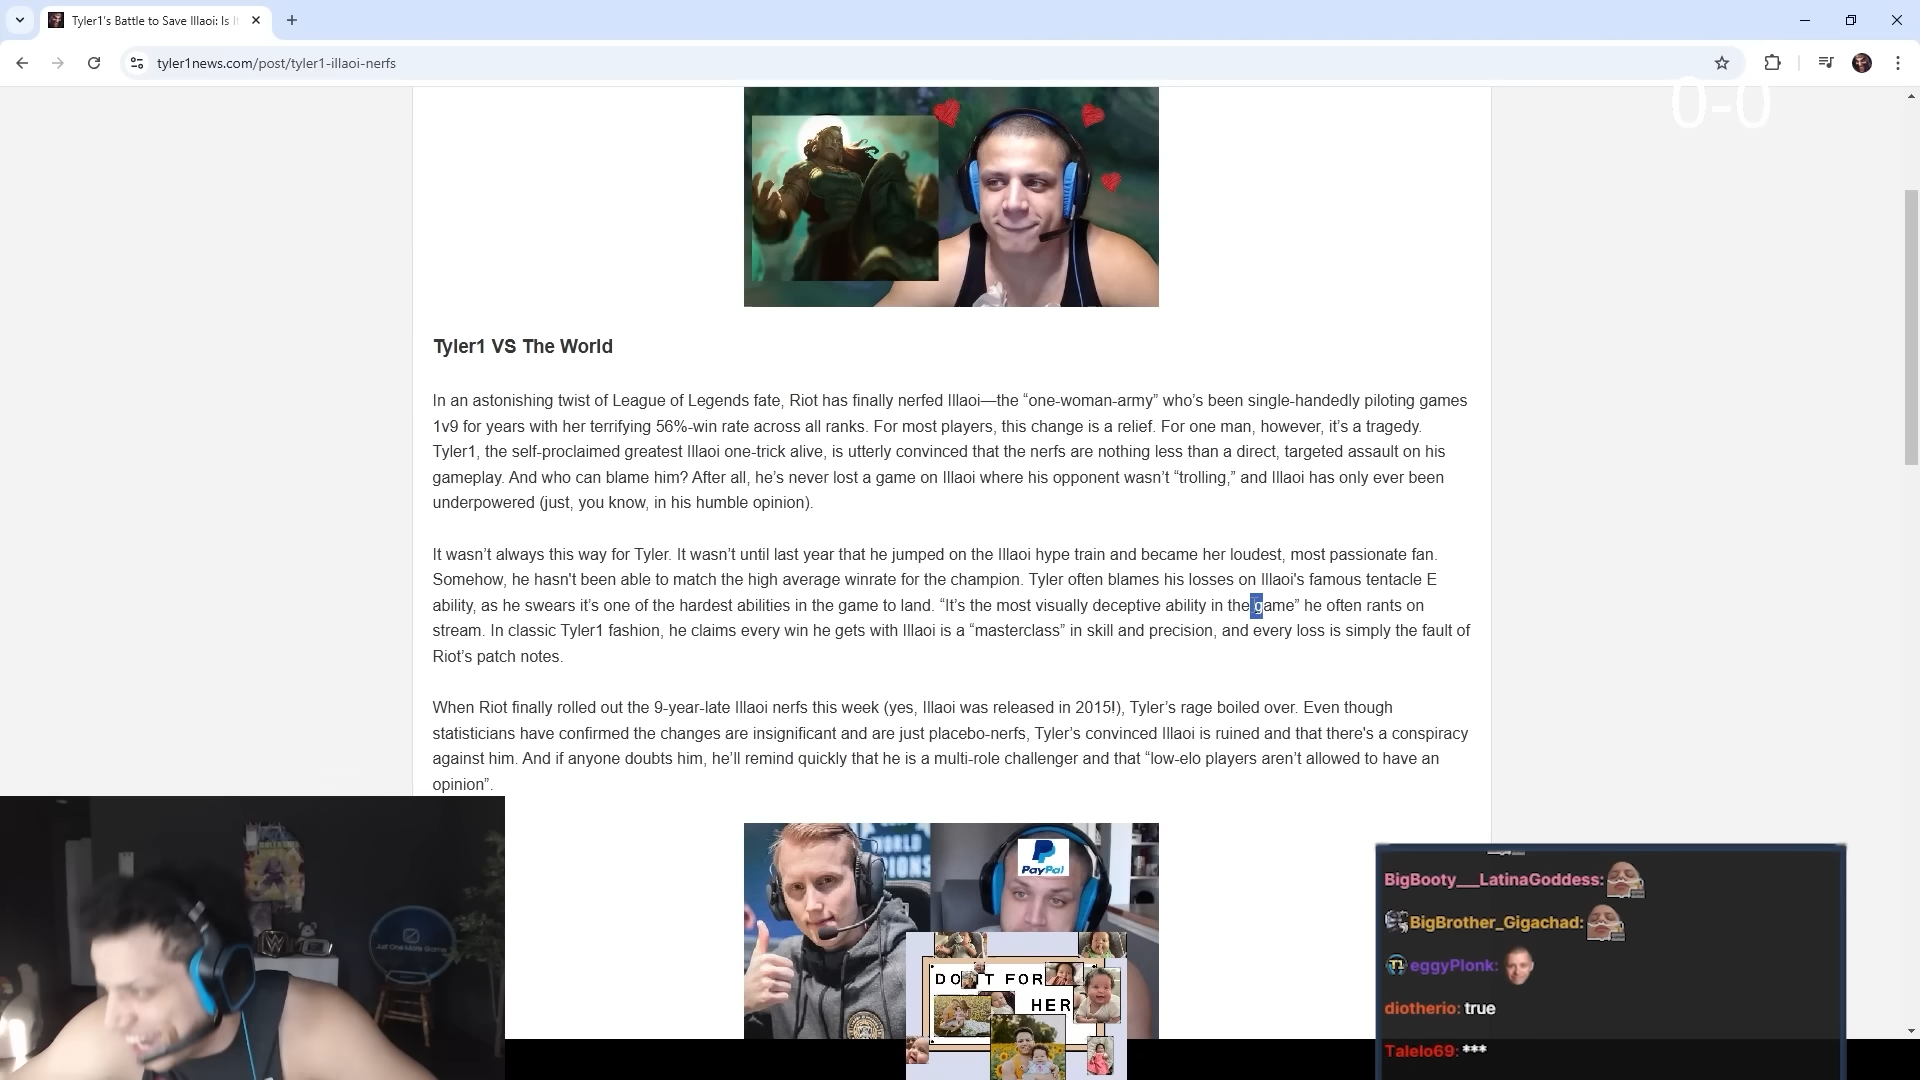 Tyler1's Battle to Save Illaoi: Is It
tyler1news.com/post/tyler1-illaoi-nerfs
0-0
Tyler1 VS The World
In an astonishing twist of League of Legends fate, Riot has finally nerfed Illaoi—the “one-woman-army” who’s been single-handedly piloting games
1v9 for years with her terrifying 56%-win rate across all ranks. For most players, this change is a relief. For one man, however, it’s a tragedy.
Tyler1, the self-proclaimed greatest Illaoi one-trick alive, is utterly convinced that the nerfs are nothing less than a direct, targeted assault on his
gameplay. And who can blame him? After all, he’s never lost a game on Illaoi where his opponent wasn’t “trolling,” and Illaoi has only ever been
underpowered (just, you know, in his humble opinion).
It wasn’t always this way for Tyler. It wasn’t until last year that he jumped on the Illaoi hype train and became her loudest, most passionate fan.
Somehow, he hasn't been able to match the high average winrate for the champion. Tyler often blames his losses on Illaoi's famous tentacle E
ability, as he swears it’s one of the hardest abilities in the game to land. “It’s the most visually deceptive ability in the game” he often rants on
stream. In classic Tyler1 fashion, he claims every win he gets with Illaoi is a “masterclass” in skill and precision, and every loss is simply the fault of
Riot’s patch notes.
When Riot finally rolled out the 9-year-late Illaoi nerfs this week (yes, Illaoi was released in 2015!), Tyler’s rage boiled over. Even though
statisticians have confirmed the changes are insignificant and are just placebo-nerfs, Tyler’s convinced Illaoi is ruined and that there's a conspiracy
against him. And if anyone doubts him, he’ll remind quickly that he is a multi-role challenger and that “low-elo players aren’t allowed to have an
opinion”.
PayPal
DO IT FOR
HER
Just One More Game
BigBooty___LatinaGoddess:
BigBrother_Gigachad:
T1 eggyPlonk:
diotherio: true
Talelo69: ***